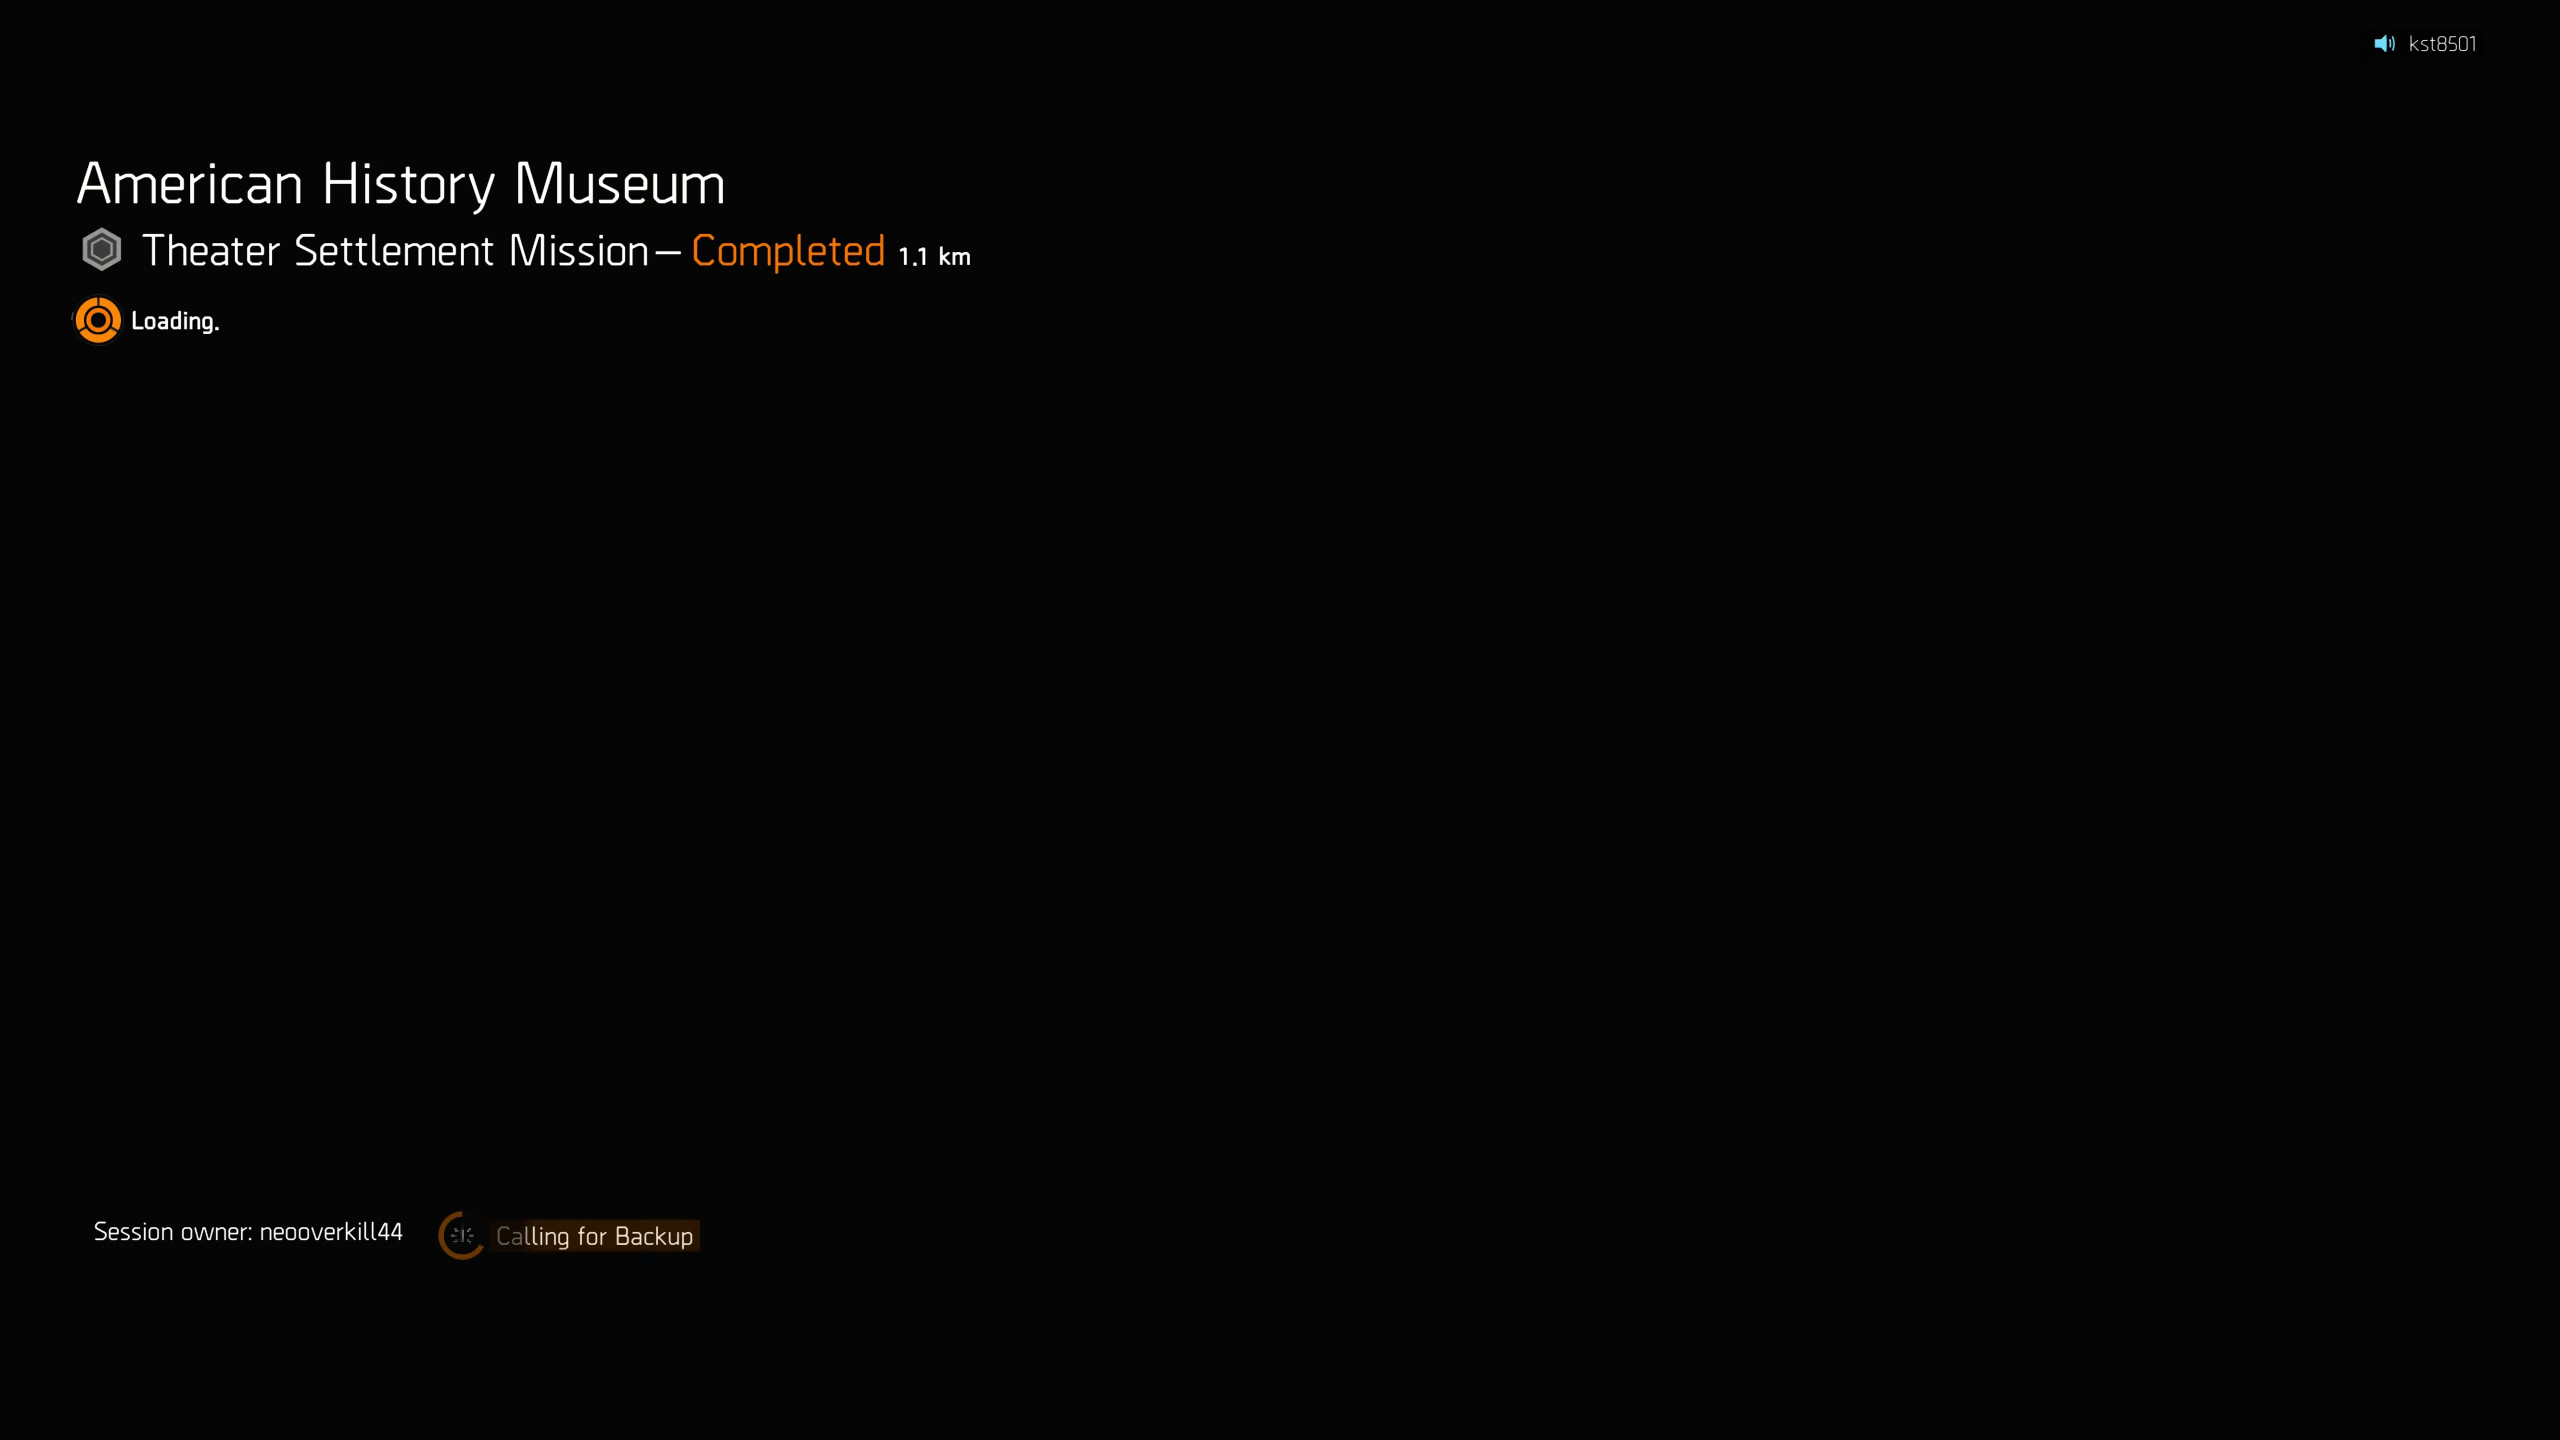 kst8501
American History Museum
Theater Settlement Mission— Completed 1.1 km
Loading.
Session owner: neooverkill44 Calling for Backup